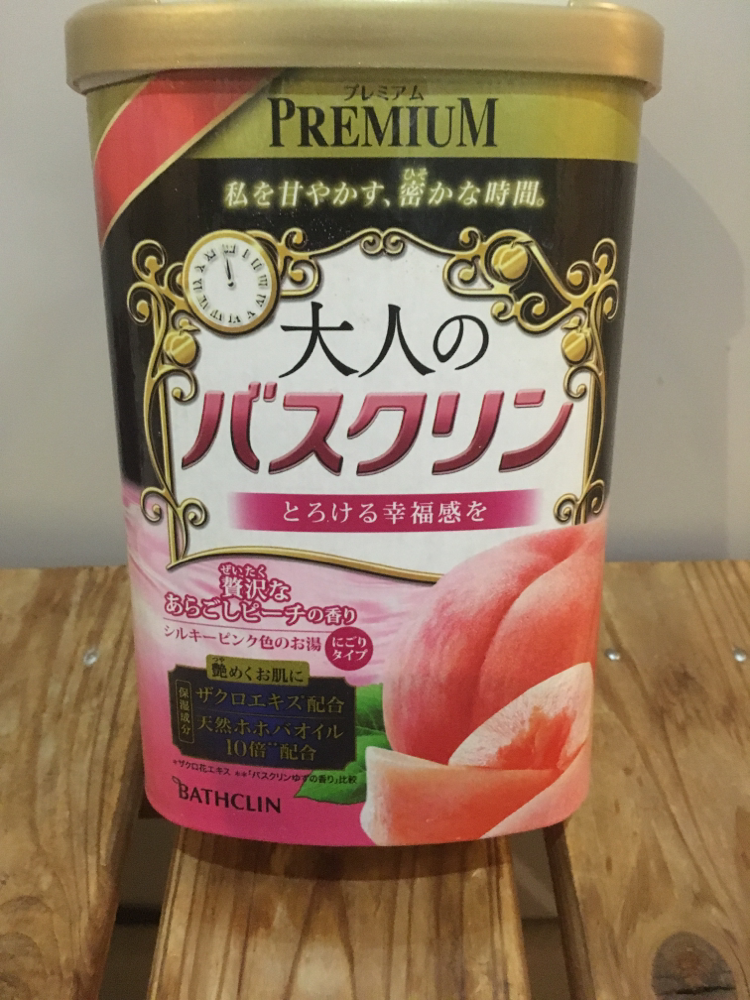 プレミアム
PREMIUM
私を甘やかす、密かな時間。
ひそ
大人の
バスクリン
とろける幸福感を
ぜいたく
贅沢な
あらごしピーチの香り
シルキーピンク色のお湯
にごり
タイプ
つや
艶めくお肌に
保湿成分
ザクロエキス*配合
天然ホホバオイル
10倍**配合
*ザクロ花エキス **「バスクリンゆずの香り」比較
BATHCLIN